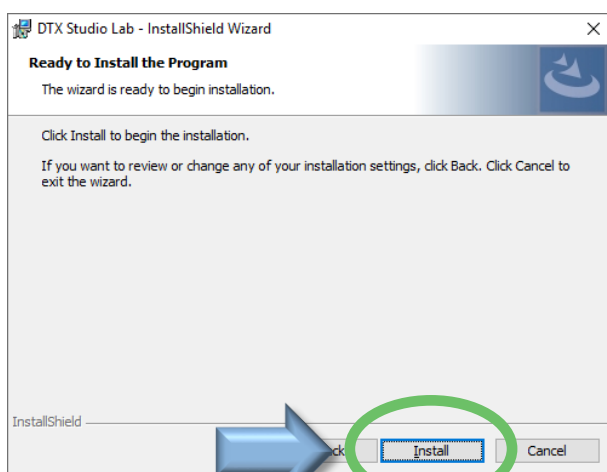 DTX Studio Lab - InstallShield Wizard
Ready to Install the Program
The wizard is ready to begin installation.
Click Install to begin the installation.
If you want to review or change any of your installation settings, click Back. Click Cancel to
exit the wizard.
InstallShield
Install
Cancel